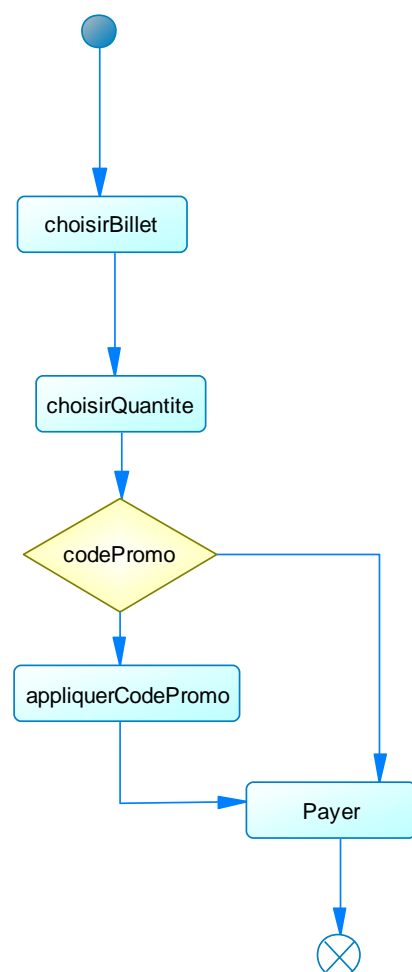 choisirBillet
choisirQuantite
codePromo
appliquerCodePromo
Payer